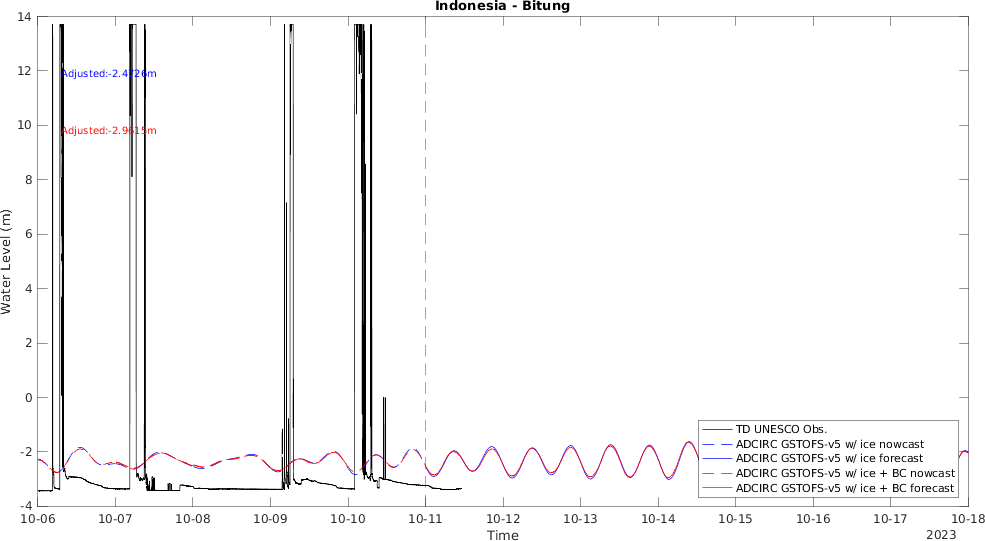 Indonesia - Bitung
14
12
10
8
6
4
2
0
-2
-4
Water Level (m)
Adjusted:-2.4726m
Adjusted:-2.9615m
TD UNESCO Obs.
ADCIRC GSTOFS-v5 w/ ice nowcast
ADCIRC GSTOFS-v5 w/ ice forecast
ADCIRC GSTOFS-v5 w/ ice + BC nowcast
ADCIRC GSTOFS-v5 w/ ice + BC forecast
10-06 10-07 10-08 10-09 10-10 10-11 10-12 10-13 10-14 10-15 10-16 10-17 10-18
Time
2023